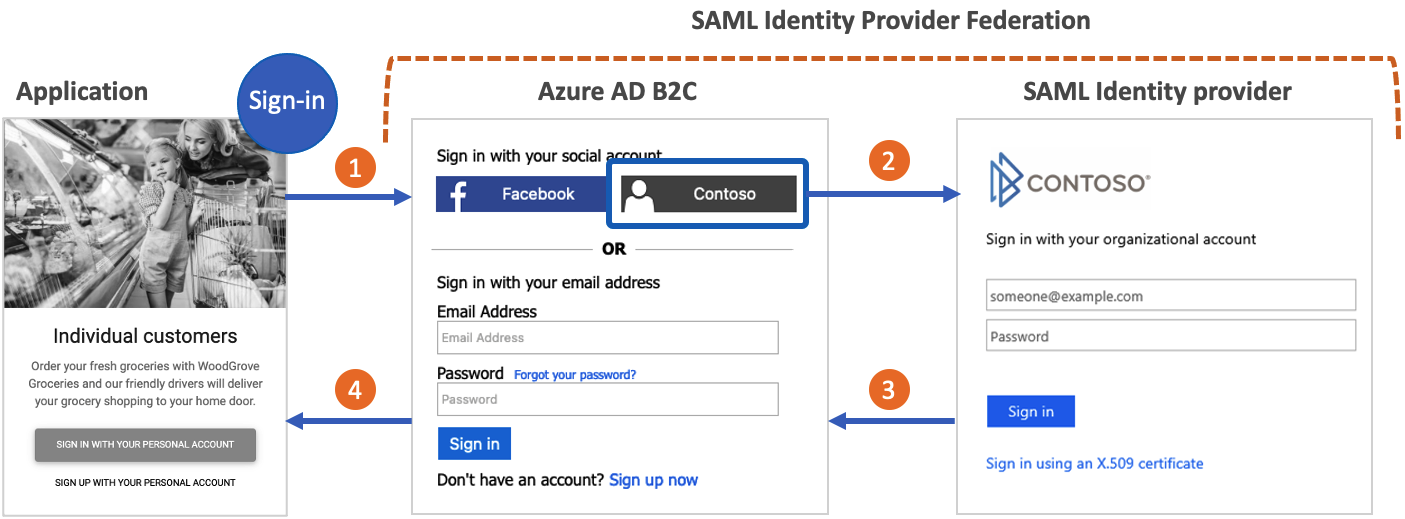 SAML Identity Provider Federation
Application
Sign-in
Azure AD B2C
SAML Identity provider
1
2
Sign in with your social account
Facebook
Contoso
OR
Sign in with your email address
Email Address
Email Address
Password Forgot your password?
Password
Sign in
Don't have an account? Sign up now
CONTOSO®
Sign in with your organizational account
someone@example.com
Password
Sign in
Sign in using an X.509 certificate
Individual customers
Order your fresh groceries with WoodGrove
Groceries and our friendly drivers will deliver
your grocery shopping to your home door.
SIGN IN WITH YOUR PERSONAL ACCOUNT
SIGN UP WITH YOUR PERSONAL ACCOUNT
4
3